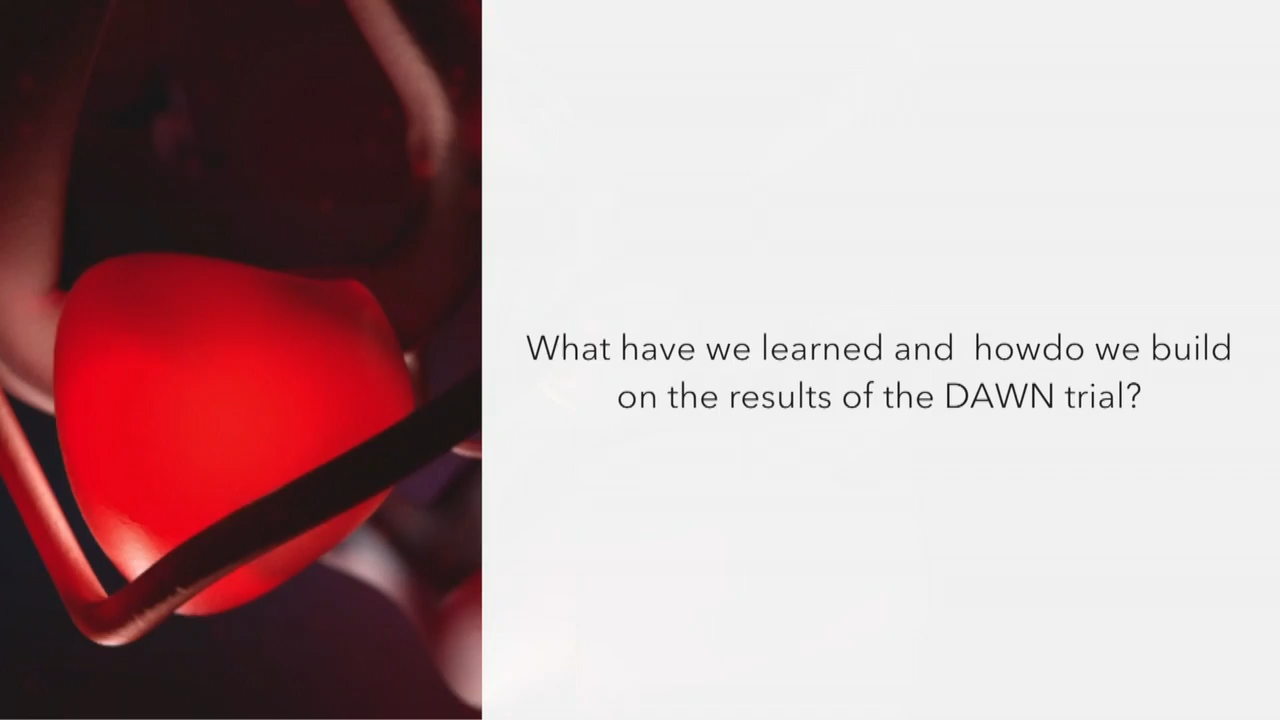 What have we learned and  howdo we build
on the results of the DAWN trial?